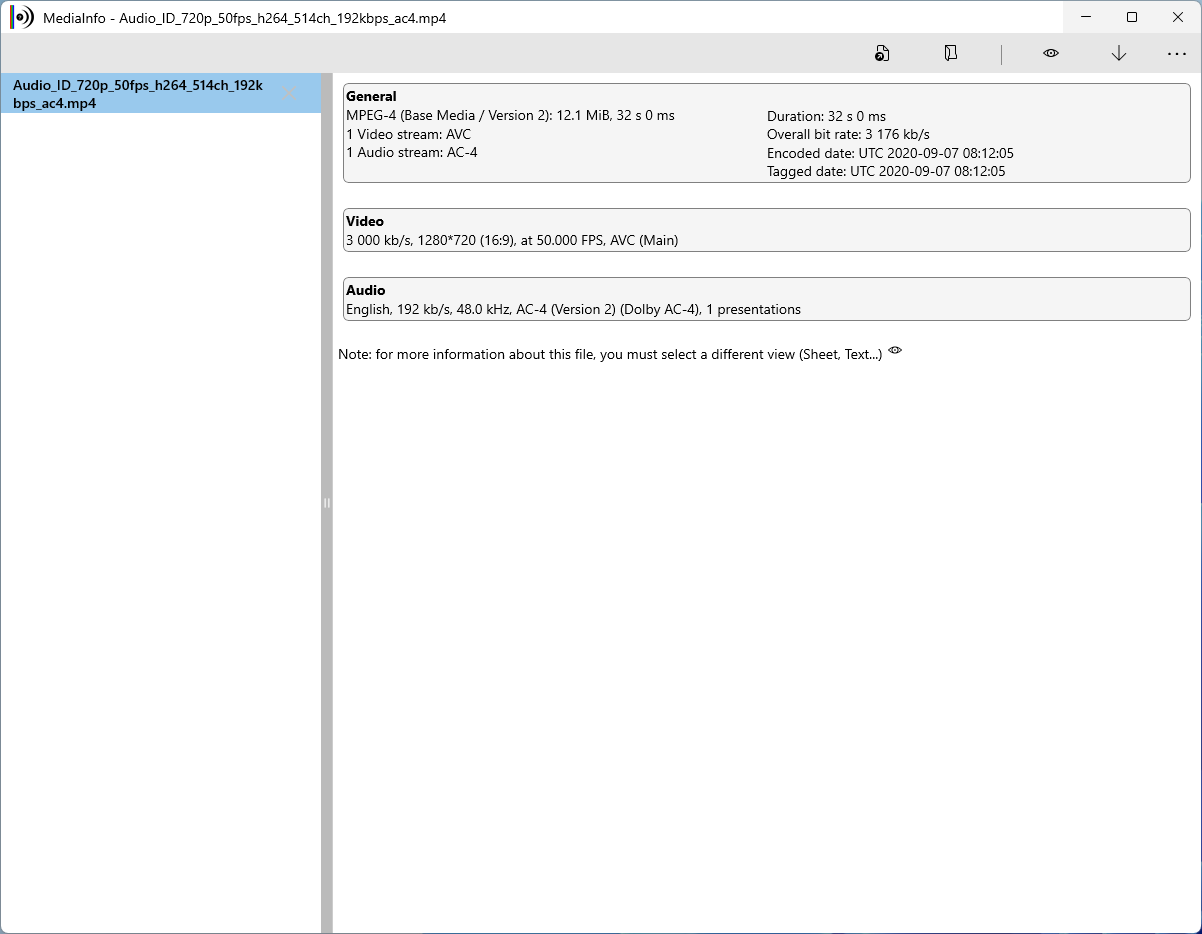 MediaInfo - Audio_ID_720p_50fps_h264_514ch_192kbps_ac4.mp4
Audio_ID_720p_50fps_h264_514ch_192k
bps_ac4.mp4
General
MPEG-4 (Base Media / Version 2): 12.1 MiB, 32 s 0 ms
1 Video stream: AVC
1 Audio stream: AC-4
Duration: 32 s 0 ms
Overall bit rate: 3 176 kb/s
Encoded date: UTC 2020-09-07 08:12:05
Tagged date: UTC 2020-09-07 08:12:05
Video
3 000 kb/s, 1280*720 (16:9), at 50.000 FPS, AVC (Main)
Audio
English, 192 kb/s, 48.0 kHz, AC-4 (Version 2) (Dolby AC-4), 1 presentations
Note: for more information about this file, you must select a different view (Sheet, Text...)